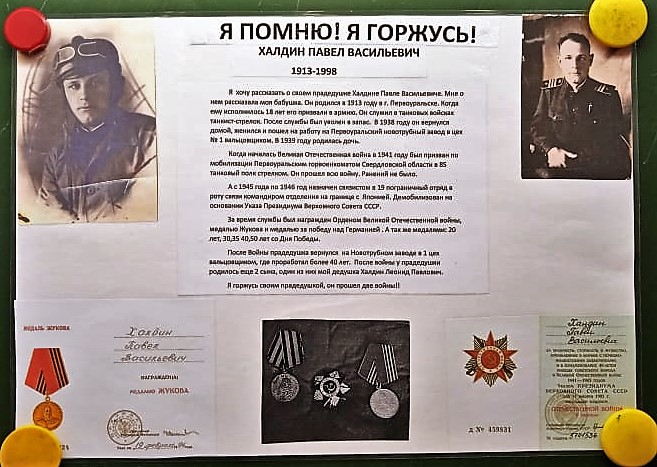 Я ПОМНЮ! Я ГОРЖУСЬ!
ХАЛДИН ПАВЕЛ ВАСИЛЬЕВИЧ
1913-1998
Я хочу рассказать о своем прадедушке Халдине Павле Васильевиче. Мне о
нем рассказала моя бабушка. Он родился в 1913 году в г. Первоуральске. Когда
ему исполнилось 18 лет его призвали в армию. Он служил в танковых войсках
танкист-стрелок. После службы был уволен в запас. В 1938 году он вернулся
домой, женился и пошел на работу на Первоуральский новотрубный завод в цех
№ 1 вальцовщиком. В 1939 году родилась дочь.
Когда началась Великая Отечественная война в 1941 году был призван по
мобилизации Первоуральским горвоенкоматом Свердловской области в 85
танковый полк стрелком. Он прошел всю войну. Ранений не было.
А с 1945 года по 1946 год назначен связистом в 19 пограничный отряд в
роту связи командиром отделения на границе с Японией. Демобилизован на
основании Указа Президиума Верховного Совета СССР.
За время службы был награжден Орденом Великой Отечественной войны,
медалью Жукова и медалью за победу над Германией . А так же медалями: 20
лет, 30,35 40,50 лет со Дня Победы.
После Войны прадедушка вернулся на Новотрубном заводе в 1 цех
вальцовщиком, где проработал более 40 лет. После войны у прадедушки
родилось еще 2 сына, один из них мой дедушка Халдин Леонид Павлович.
Я горжусь своим прадедушкой, он прошел две войны!!
МЕДАЛЬ ЖУКОВА
Халдин
Павел
Васильевич
НАГРАЖДЕН(А)
МЕДАЛЬЮ ЖУКОВА
Д № 459831
Халдин
Павел
Васильевич
1941—1945 годов
Указом ПРЕЗИДИУМА
ВЕРХОВНОГО СОВЕТА СССР
ОТЕЧЕСТВЕННОЙ ВОЙНЫ